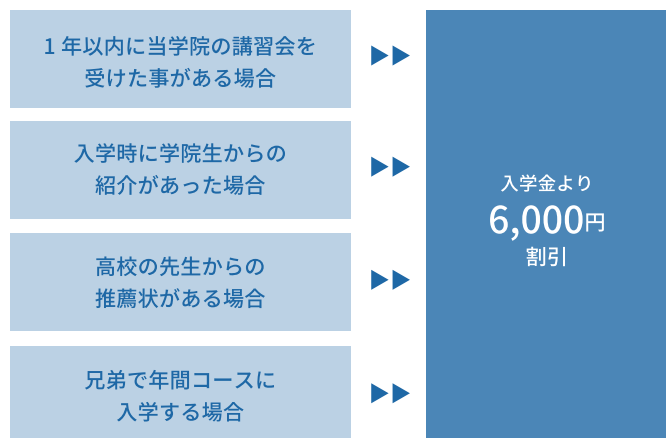 1年以内に当学院の講習会を
受けた事がある場合
入学時に学院生からの
紹介があった場合
高校の先生からの
推薦状がある場合
兄弟で年間コースに
入学する場合
入学金より
6,000円
割引